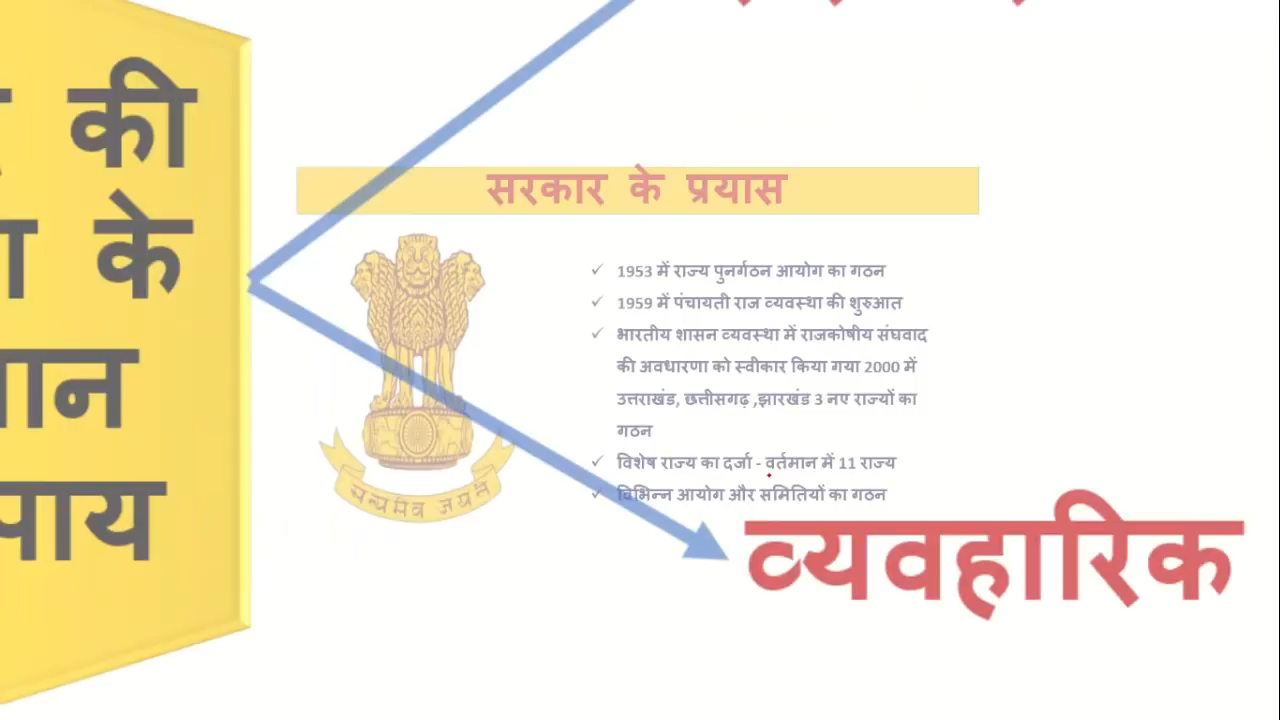 की
के
सरकार के प्रयास
1953 में राज्य पुनर्गठन आयोग का गठन
1959 में पंचायती राज व्यवस्था की शुरुआत
भारतीय शासन व्यवस्था में राजकोषीय संघवाद
की अवधारणा को स्वीकार किया गया 2000 में
उत्तराखंड, छत्तीसगढ़ ,झारखंड 3 नए राज्यों का
गठन
विशेष राज्य का दर्जा - वर्तमान में 11 राज्य
विभिन्न आयोग और समितियों का गठन
सत्यमेव जयते
व्यवहारिक